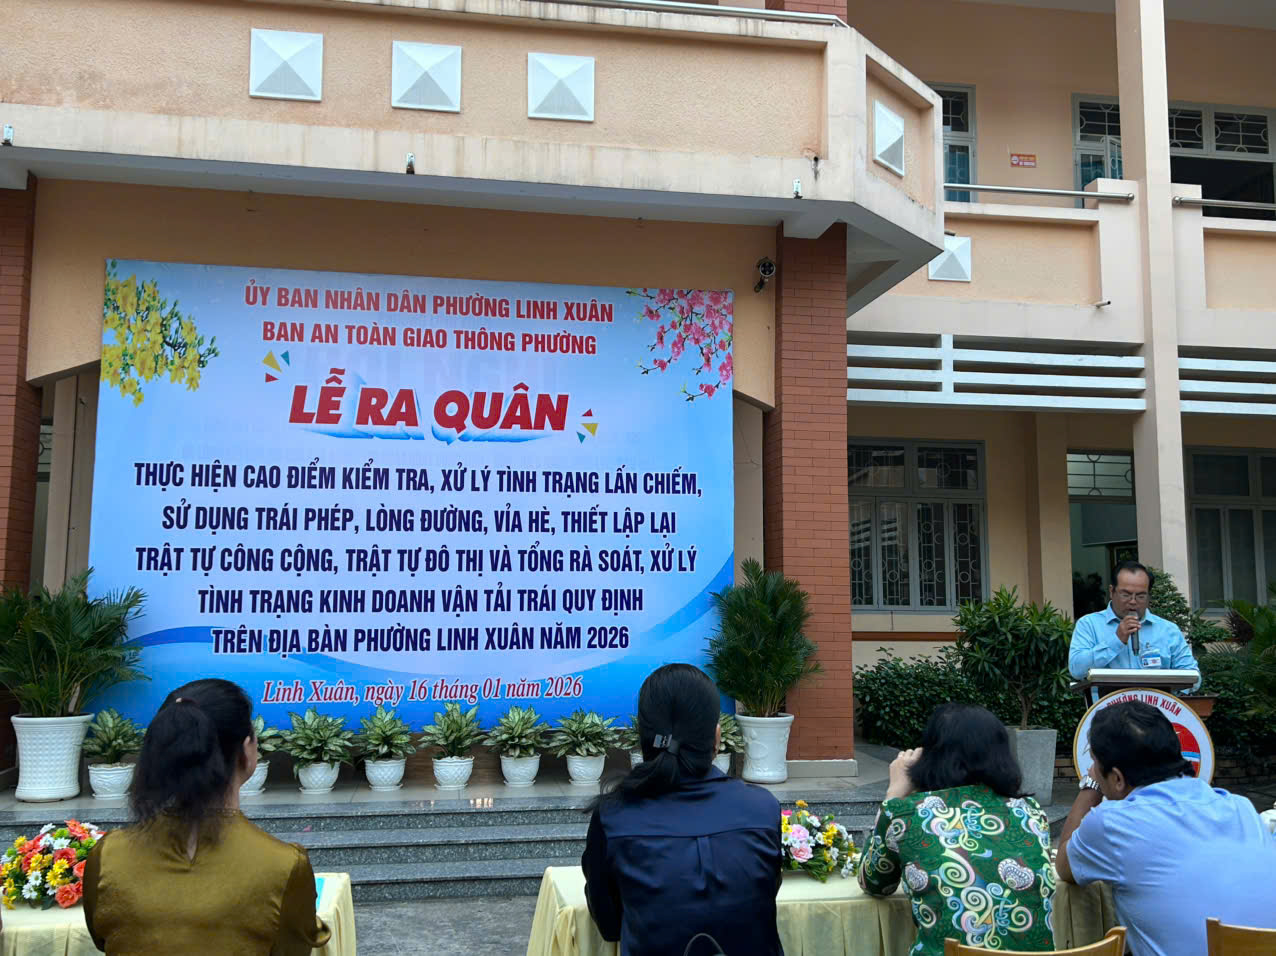 ỦY BAN NHÂN DÂN PHƯỜNG LINH XUÂN
BAN AN TOÀN GIAO THÔNG PHƯỜNG
LỄ RA QUÂN
THỰC HIỆN CAO ĐIỂM KIỂM TRA, XỬ LÝ TÌNH TRẠNG LẤN CHIẾM,
SỬ DỤNG TRÁI PHÉP, LÒNG ĐƯỜNG, VỈA HÈ, THIẾT LẬP LẠI
TRẬT TỰ CÔNG CỘNG, TRẬT TỰ ĐÔ THỊ VÀ TỔNG RÀ SOÁT, XỬ LÝ
TÌNH TRẠNG KINH DOANH VẬN TẢI TRÁI QUY ĐỊNH
TRÊN ĐỊA BÀN PHƯỜNG LINH XUÂN NĂM 2026
Linh Xuân, ngày 16 tháng 01 năm 2026
PHƯỜNG LINH XUÂN